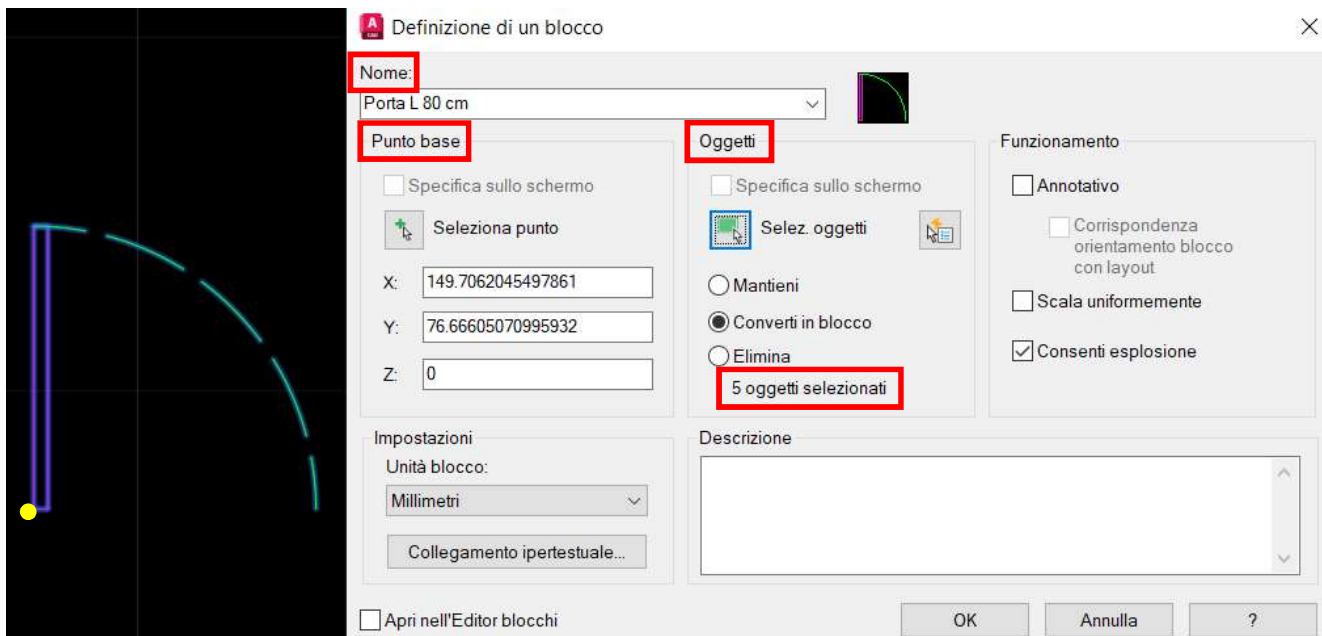 Definizione di un blocco
Nome:
Porta L 80 cm
Punto base
Specifica sullo schermo
Seleziona punto
X: 149.7062045497861
Y: 76.66605070995932
Z: 0
Oggetti
Specifica sullo schermo
Selez. oggetti
Mantieni
Converti in blocco
Elimina
5 oggetti selezionati
Funzionamento
Annotativo
Corrispondenza
orientamento blocco
con layout
Scala uniformemente
Consenti esplosione
Impostazioni
Unità blocco:
Millimetri
Collegamento ipertestuale...
Descrizione
Apri nell'Editor blocchi
OK
Annulla
?